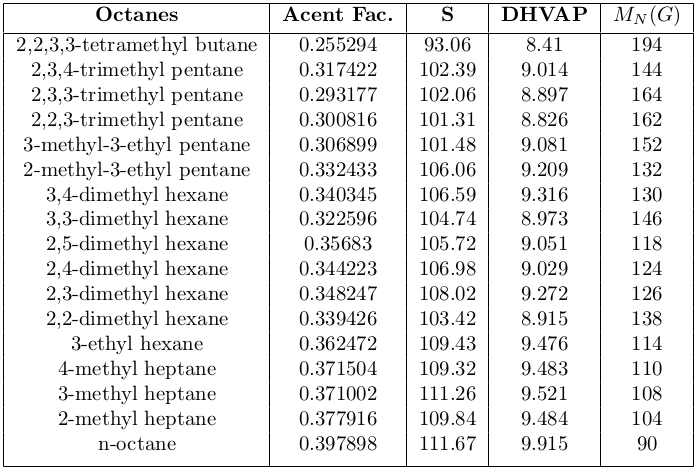 Octanes Acent Fac. S DHVAP M_N(G)
2,2,3,3-tetramethyl butane 0.255294 93.06 8.41 194
2,3,4-trimethyl pentane 0.317422 102.39 9.014 144
2,3,3-trimethyl pentane 0.293177 102.06 8.897 164
2,2,3-trimethyl pentane 0.300816 101.31 8.826 162
3-methyl-3-ethyl pentane 0.306899 101.48 9.081 152
2-methyl-3-ethyl pentane 0.332433 106.06 9.209 132
3,4-dimethyl hexane 0.340345 106.59 9.316 130
3,3-dimethyl hexane 0.322596 104.74 8.973 146
2,5-dimethyl hexane 0.35683 105.72 9.051 118
2,4-dimethyl hexane 0.344223 106.98 9.029 124
2,3-dimethyl hexane 0.348247 108.02 9.272 126
2,2-dimethyl hexane 0.339426 103.42 8.915 138
3-ethyl hexane 0.362472 109.43 9.476 114
4-methyl heptane 0.371504 109.32 9.483 110
3-methyl heptane 0.371002 111.26 9.521 108
2-methyl heptane 0.377916 109.84 9.484 104
n-octane 0.397898 111.67 9.915 90